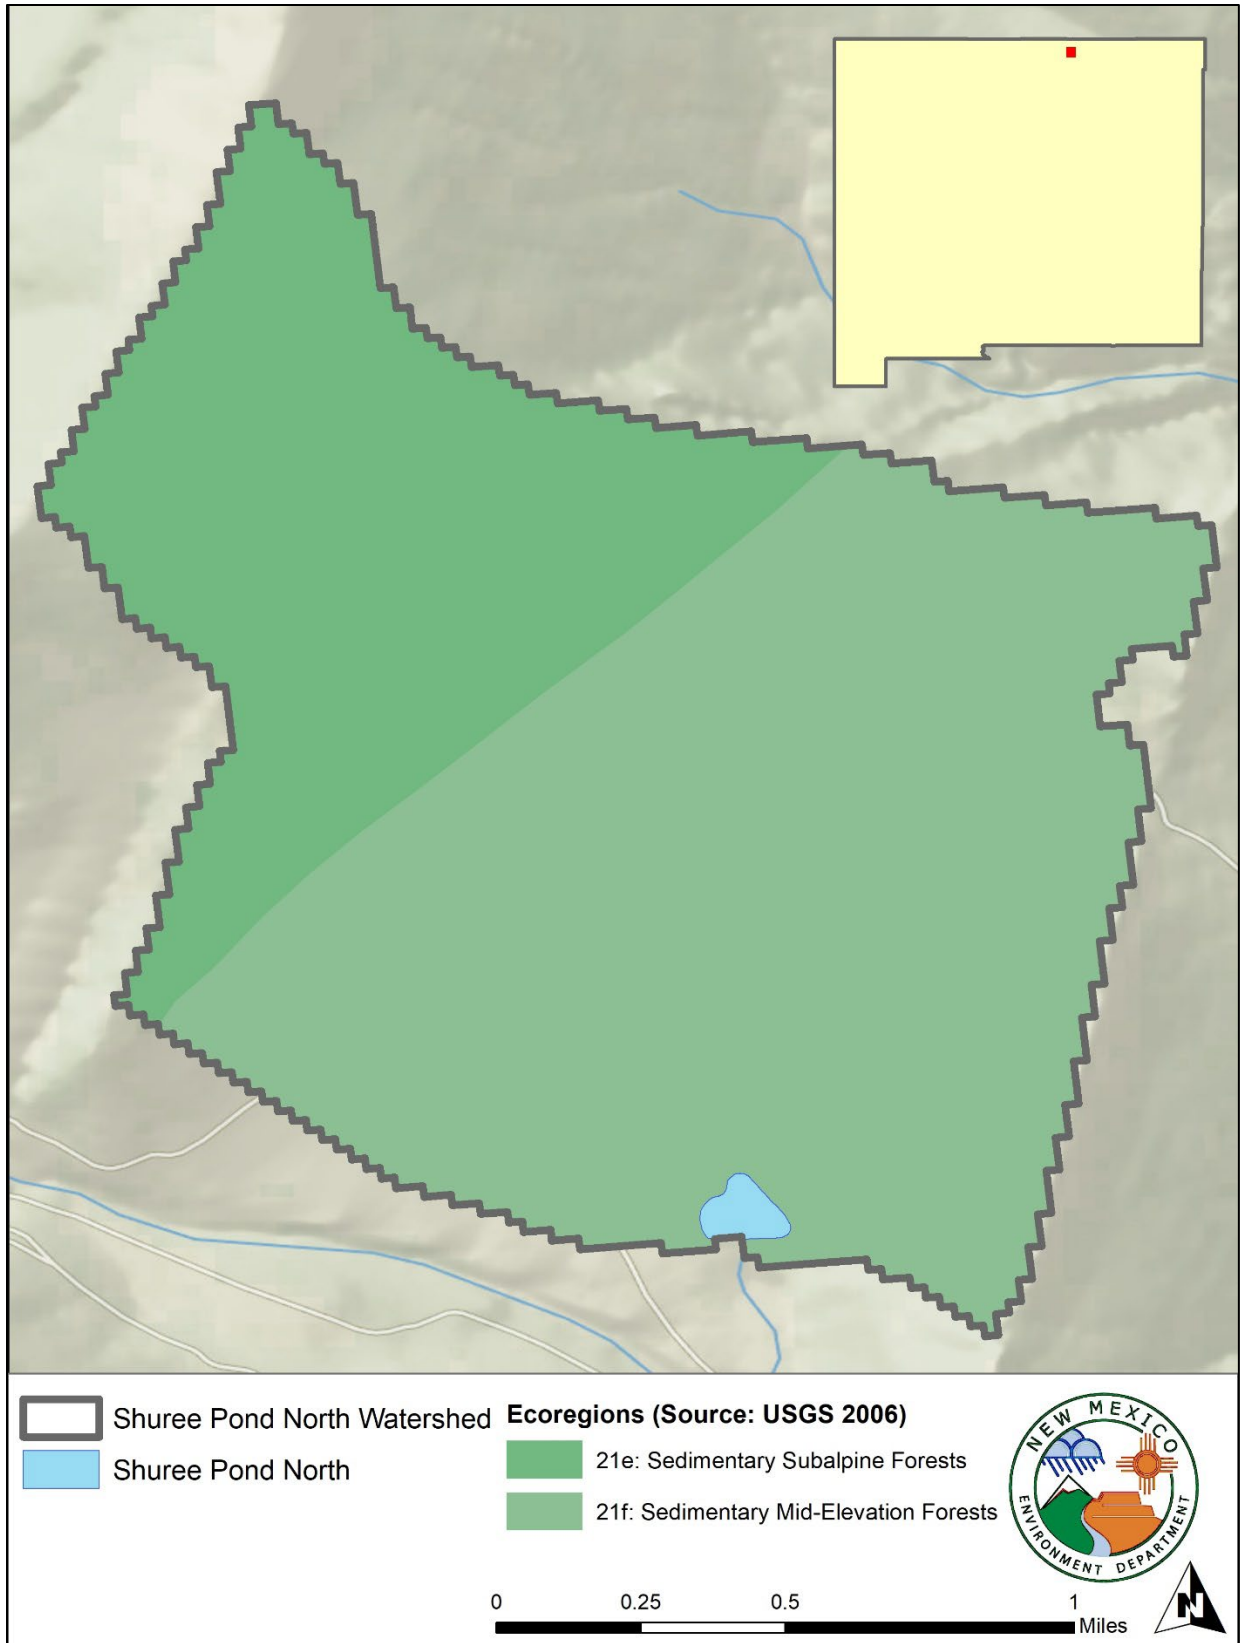 Shuree Pond North Watershed
Shuree Pond North
Ecoregions (Source: USGS 2006)
21e: Sedimentary Subalpine Forests
21f: Sedimentary Mid-Elevation Forests
NEW MEXICO
ENVIRONMENT DEPARTMENT
0 0.25 0.5 1
Miles
N